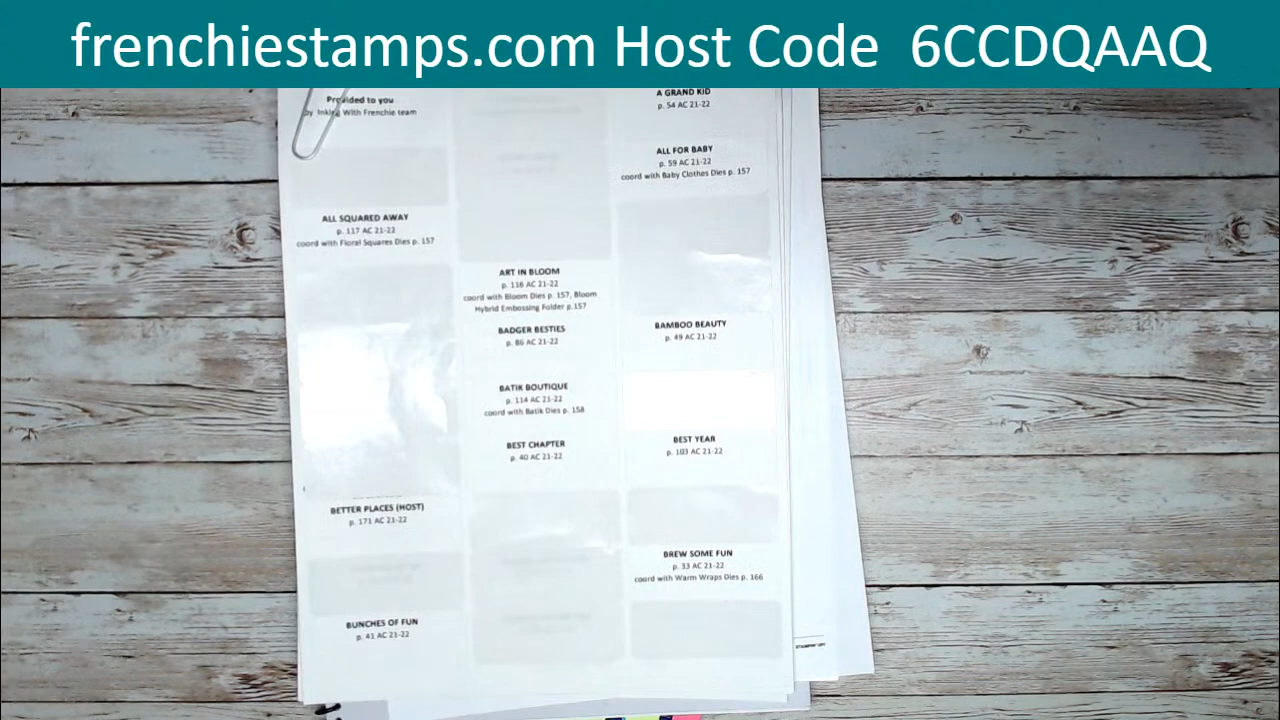 frenchiestamps.com Host Code 6CCDQAAQ
Provided to you
by Inking With Frenchie team
A GRAND KID
p. 54 AC 21-22
ALL FOR BABY
p. 59 AC 21-22
coord with Baby Clothes Dies p. 157
ALL SQUARED AWAY
p. 117 AC 21-22
coord with Floral Squares Dies p. 157
ART IN BLOOM
p. 116 AC 21-22
coord with Bloom Dies p. 157, Bloom
Hybrid Embossing Folder p.157
BADGER BESTIES
p. 86 AC 21-22
BAMBOO BEAUTY
p. 49 AC 21-22
BATIK BOUTIQUE
p. 114 AC 21-22
coord with Batik Dies p. 158
BEST CHAPTER
p. 40 AC 21-22
BEST YEAR
p. 103 AC 21-22
BETTER PLACES (HOST)
p. 171 AC 21-22
BREW SOME FUN
p. 33 AC 21-22
coord with Warm Wraps Dies p. 166
BUNCHES OF FUN
p. 41 AC 21-22